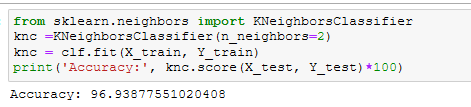 from sklearn.neighbors import KNeighborsClassifier
knc =KNeighborsClassifier(n_neighbors=2)
knc = clf.fit(X_train, Y_train)
print('Accuracy:', knc.score(X_test, Y_test)*100)
Accuracy: 96.93877551020408